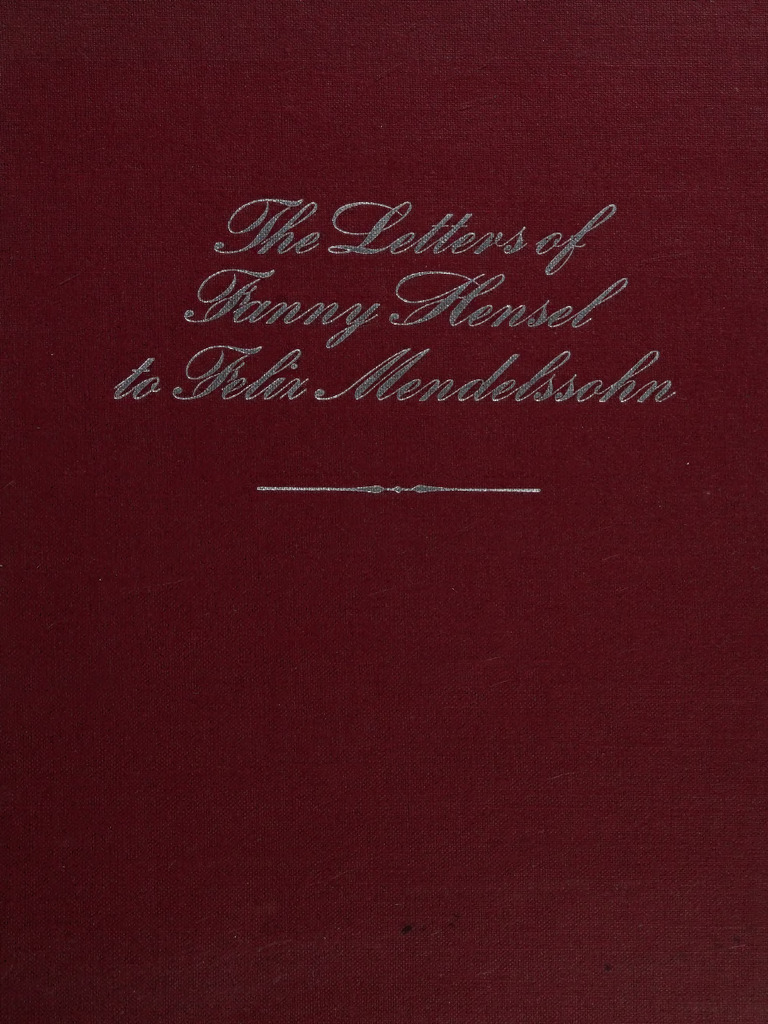 The Letters of
Fanny Hensel
to Felix Mendelssohn